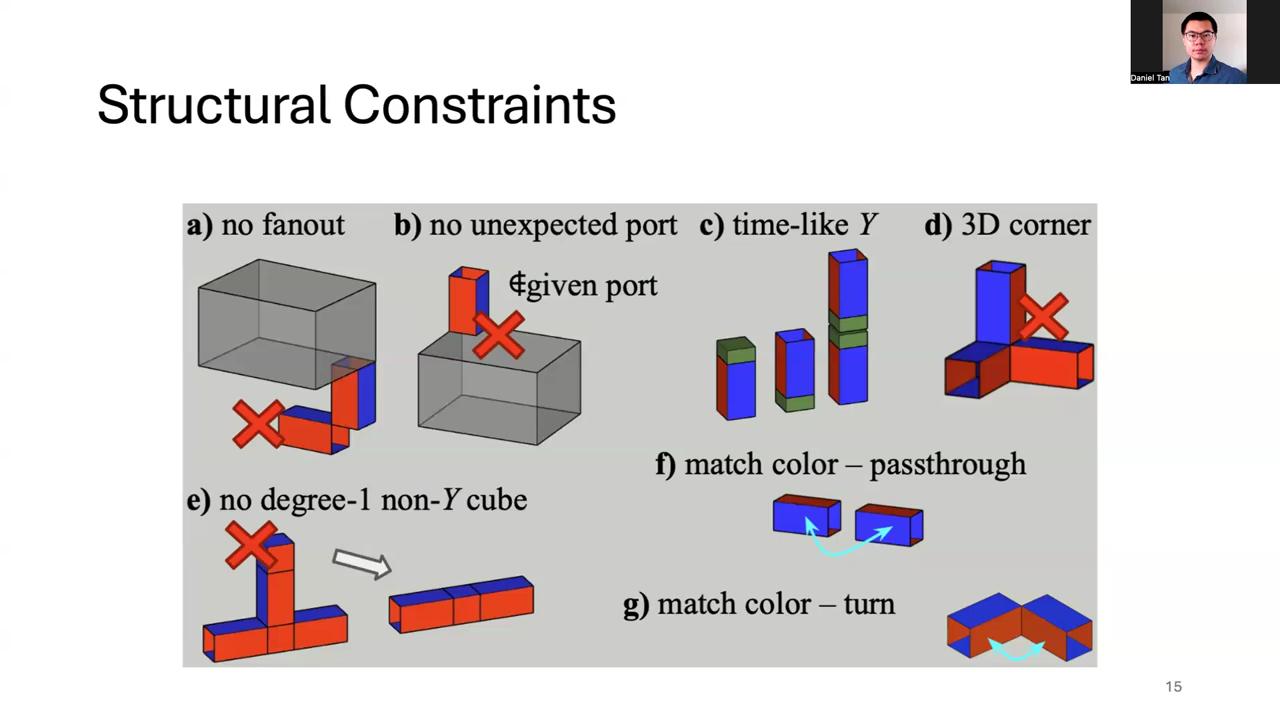 Daniel Tan
Structural Constraints
a) no fanout
b) no unexpected port
c) time-like Y
d) 3D corner
∉given port
f) match color – passthrough
e) no degree-1 non-Y cube
g) match color – turn
15